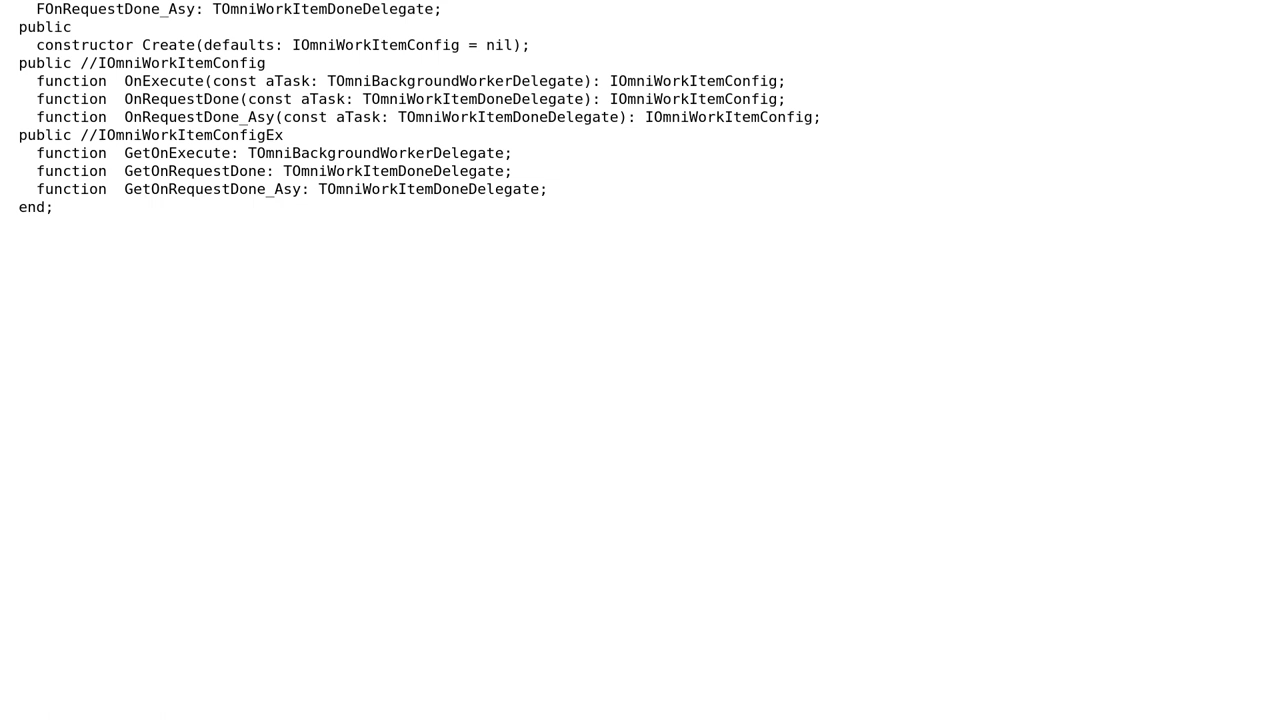 FOnRequestDone_Asy: TOmniWorkItemDoneDelegate;
  public
    constructor Create(defaults: IOmniWorkItemConfig = nil);
  public //IOmniWorkItemConfig
    function  OnExecute(const aTask: TOmniBackgroundWorkerDelegate): IOmniWorkItemConfig;
    function  OnRequestDone(const aTask: TOmniWorkItemDoneDelegate): IOmniWorkItemConfig;
    function  OnRequestDone_Asy(const aTask: TOmniWorkItemDoneDelegate): IOmniWorkItemConfig;
  public //IOmniWorkItemConfigEx
    function  GetOnExecute: TOmniBackgroundWorkerDelegate;
    function  GetOnRequestDone: TOmniWorkItemDoneDelegate;
    function  GetOnRequestDone_Asy: TOmniWorkItemDoneDelegate;
  end;